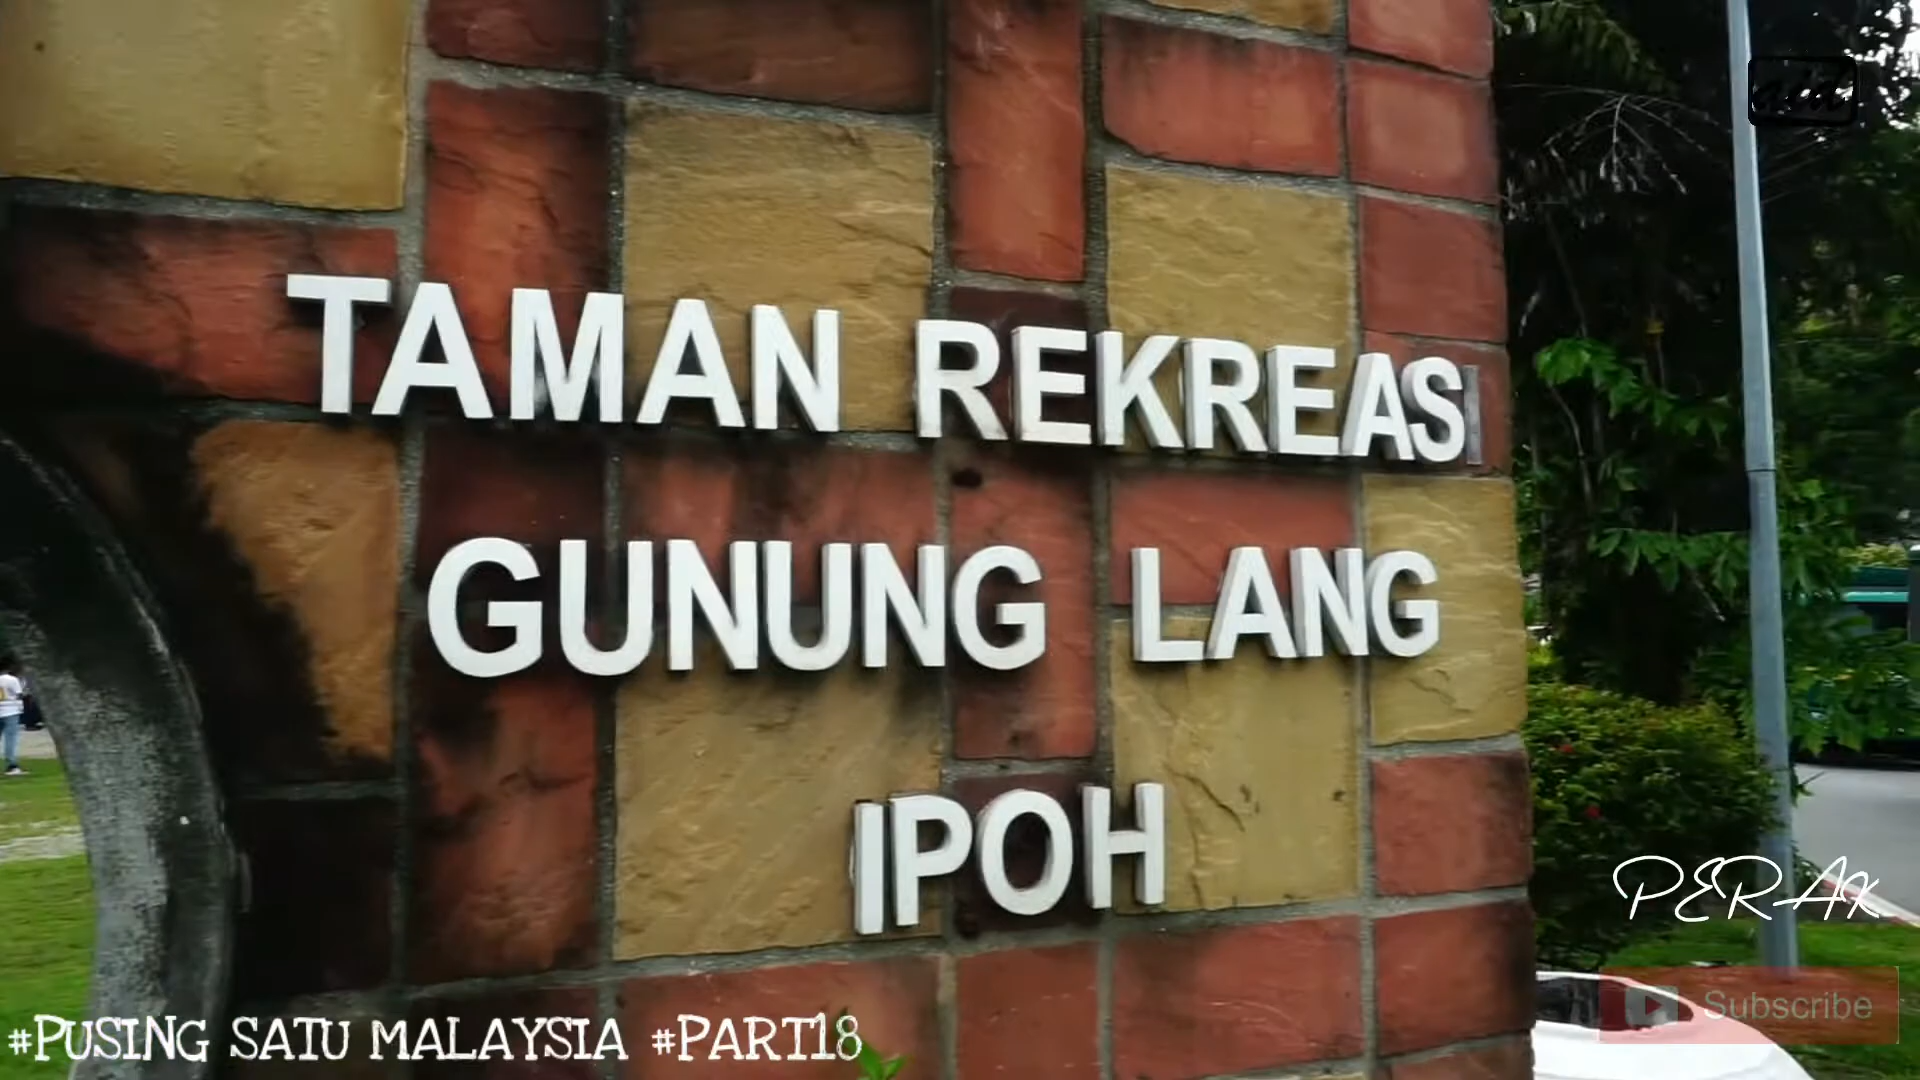 TAMAN REKREASI
GUNUNG LANG
IPOH
PERAK
Subscribe
#PUSING SATU MALAYSIA #PART18